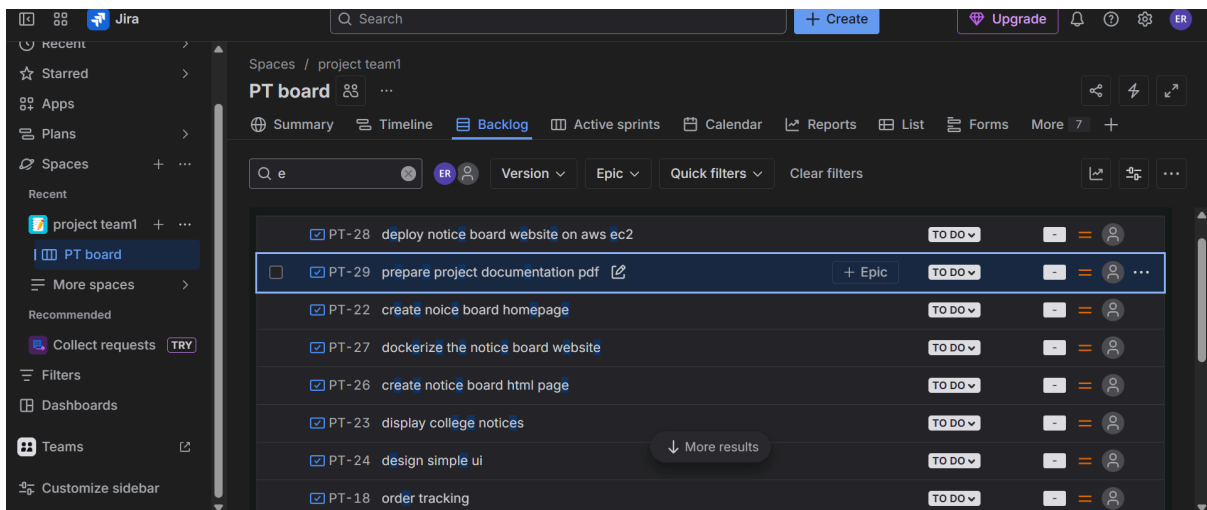 Jira
Search
+ Create
Upgrade
ER
Recent
Starred
Apps
Plans
Spaces
Recent
project team1
PT board
More spaces
Recommended
Collect requests TRY
Filters
Dashboards
Teams
Customize sidebar
Spaces / project team1
PT board
Summary Timeline Backlog Active sprints Calendar Reports List Forms More 7
e ER Version Epic Quick filters Clear filters
PT-28 deploy notice board website on aws ec2 TO DO -
PT-29 prepare project documentation pdf + Epic TO DO -
PT-22 create noice board homepage TO DO -
PT-27 dockerize the notice board website TO DO -
PT-26 create notice board html page TO DO -
PT-23 display college notices TO DO -
More results
PT-24 design simple ui TO DO -
PT-18 order tracking TO DO -